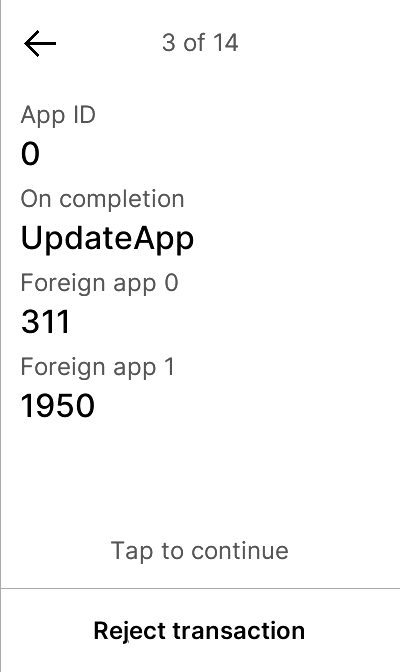 3 of 14
App ID
0
On completion
UpdateApp
Foreign app 0
311
Foreign app 1
1950
Tap to continue
Reject transaction